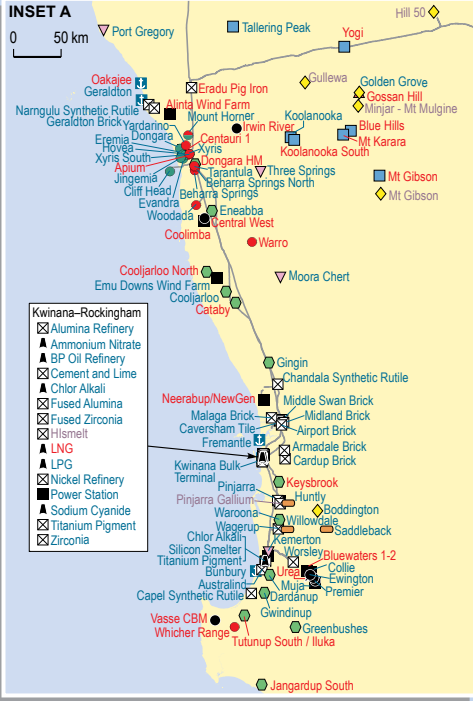 INSET A
0 50 km
Port Gregory
Tallering Peak
Hill 50
Yogi
Oakajee
Geraldton
Eradu Pig Iron
Gullewa
Golden Grove
Gossan Hill
Minjar - Mt Mulgine
Narngulu Synthetic Rutile
Alinta Wind Farm
Geraldton Bricky
Mount Horner
Yardarino
Dongara
Irwin River
Koolanooka
Blue Hills
Mt Karara
Koolanooka South
Eremia
Hovea
Centauri 1
Xyris
Xyris South
Apium
Dongara HM
Tarantula
Three Springs
Mt Gibson
Jingemia
Beharra Springs North
Cliff Head
Beharra Springs
Mt Gibson
Evandra
Woodada
Eneabba
Central West
Coolimba
Warro
Cooljarloo North
Moora Chert
Emu Downs Wind Farm
Cooljarloo
Cataby
Kwinana–Rockingham
Alumina Refinery
Ammonium Nitrate
BP Oil Refinery
Cement and Lime
Chlor Alkali
Fused Alumina
Fused Zirconia
HIsmelt
LNG
LPG
Nickel Refinery
Power Station
Sodium Cyanide
Titanium Pigment
Zirconia
Gingin
Chandala Synthetic Rutile
Neerabup/NewGen
Middle Swan Brick
Malaga Brick
Midland Brick
Caversham Tile
Airport Brick
Fremantle
Armadale Brick
Cardup Brick
Kwinana Bulk
Terminal
Keysbrook
Pinjarra
Huntly
Pinjarra Gallium
Boddington
Waroona
Willowdale
Wagerup
Saddleback
Chlor Alkali
Kemerton
Silicon Smelter
Worsley
Titanium Pigment
Bluewaters 1-2
Bunbury
Urea
Collie
Ewington
Australind
Muja
Premier
Capel Synthetic Rutile
Dardanup
Gwindinup
Vasse CBM
Whicher Range
Greenbushes
Tutunup South / Iluka
Jangardup South